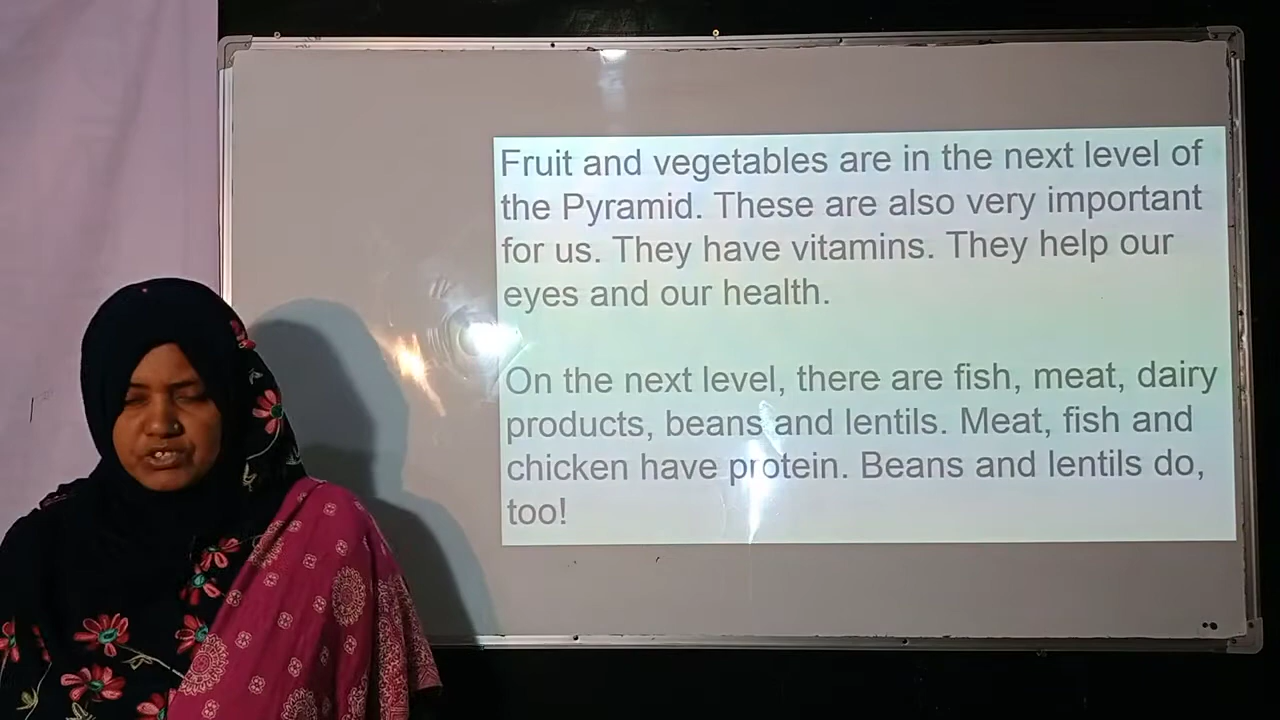 Fruit and vegetables are in the next level of
the Pyramid. These are also very important
for us. They have vitamins. They help our
eyes and our health.
On the next level, there are fish, meat, dairy
products, beans and lentils. Meat, fish and
chicken have protein. Beans and lentils do,
too!